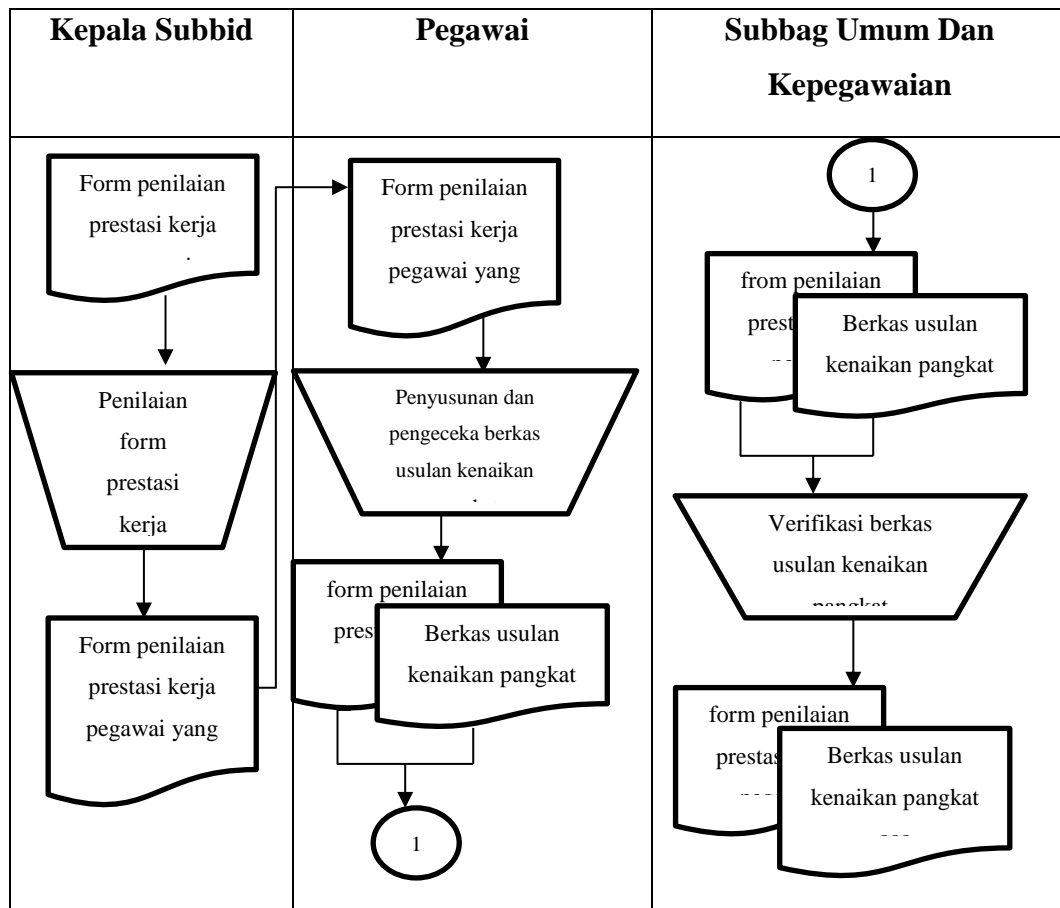 Kepala Subbid
Pegawai
Subbag Umum Dan
Kepegawaian
Form penilaian
prestasi kerja
Penilaian
form
prestasi
kerja
Form penilaian
prestasi kerja
pegawai yang
Form penilaian
prestasi kerja
pegawai yang
Penyusunan dan
pengeceka berkas
usulan kenaikan
form penilaian
Berkas usulan
kenaikan pangkat
1
1
from penilaian
Berkas usulan
kenaikan pangkat
Verifikasi berkas
usulan kenaikan
pangkat
form penilaian
Berkas usulan
kenaikan pangkat